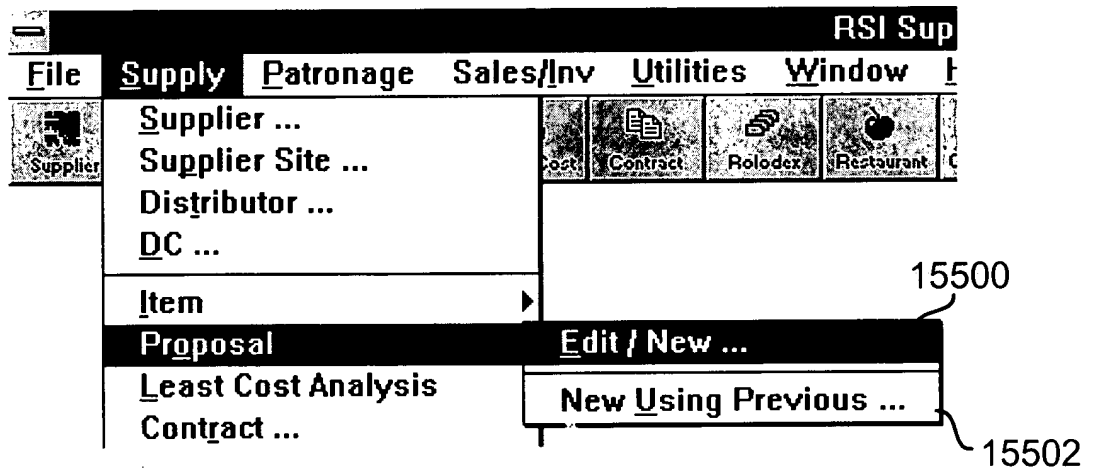 RSI Sup
File Supply Patronage Sales/Inv Utilities Window
Supplier Cost Contract Rolodex Restaurant
Supplier ...
Supplier Site ...
Distributor ...
DC ...
Item
Proposal
Least Cost Analysis
Contract ...
15500
Edit / New ...
New Using Previous ...
15502